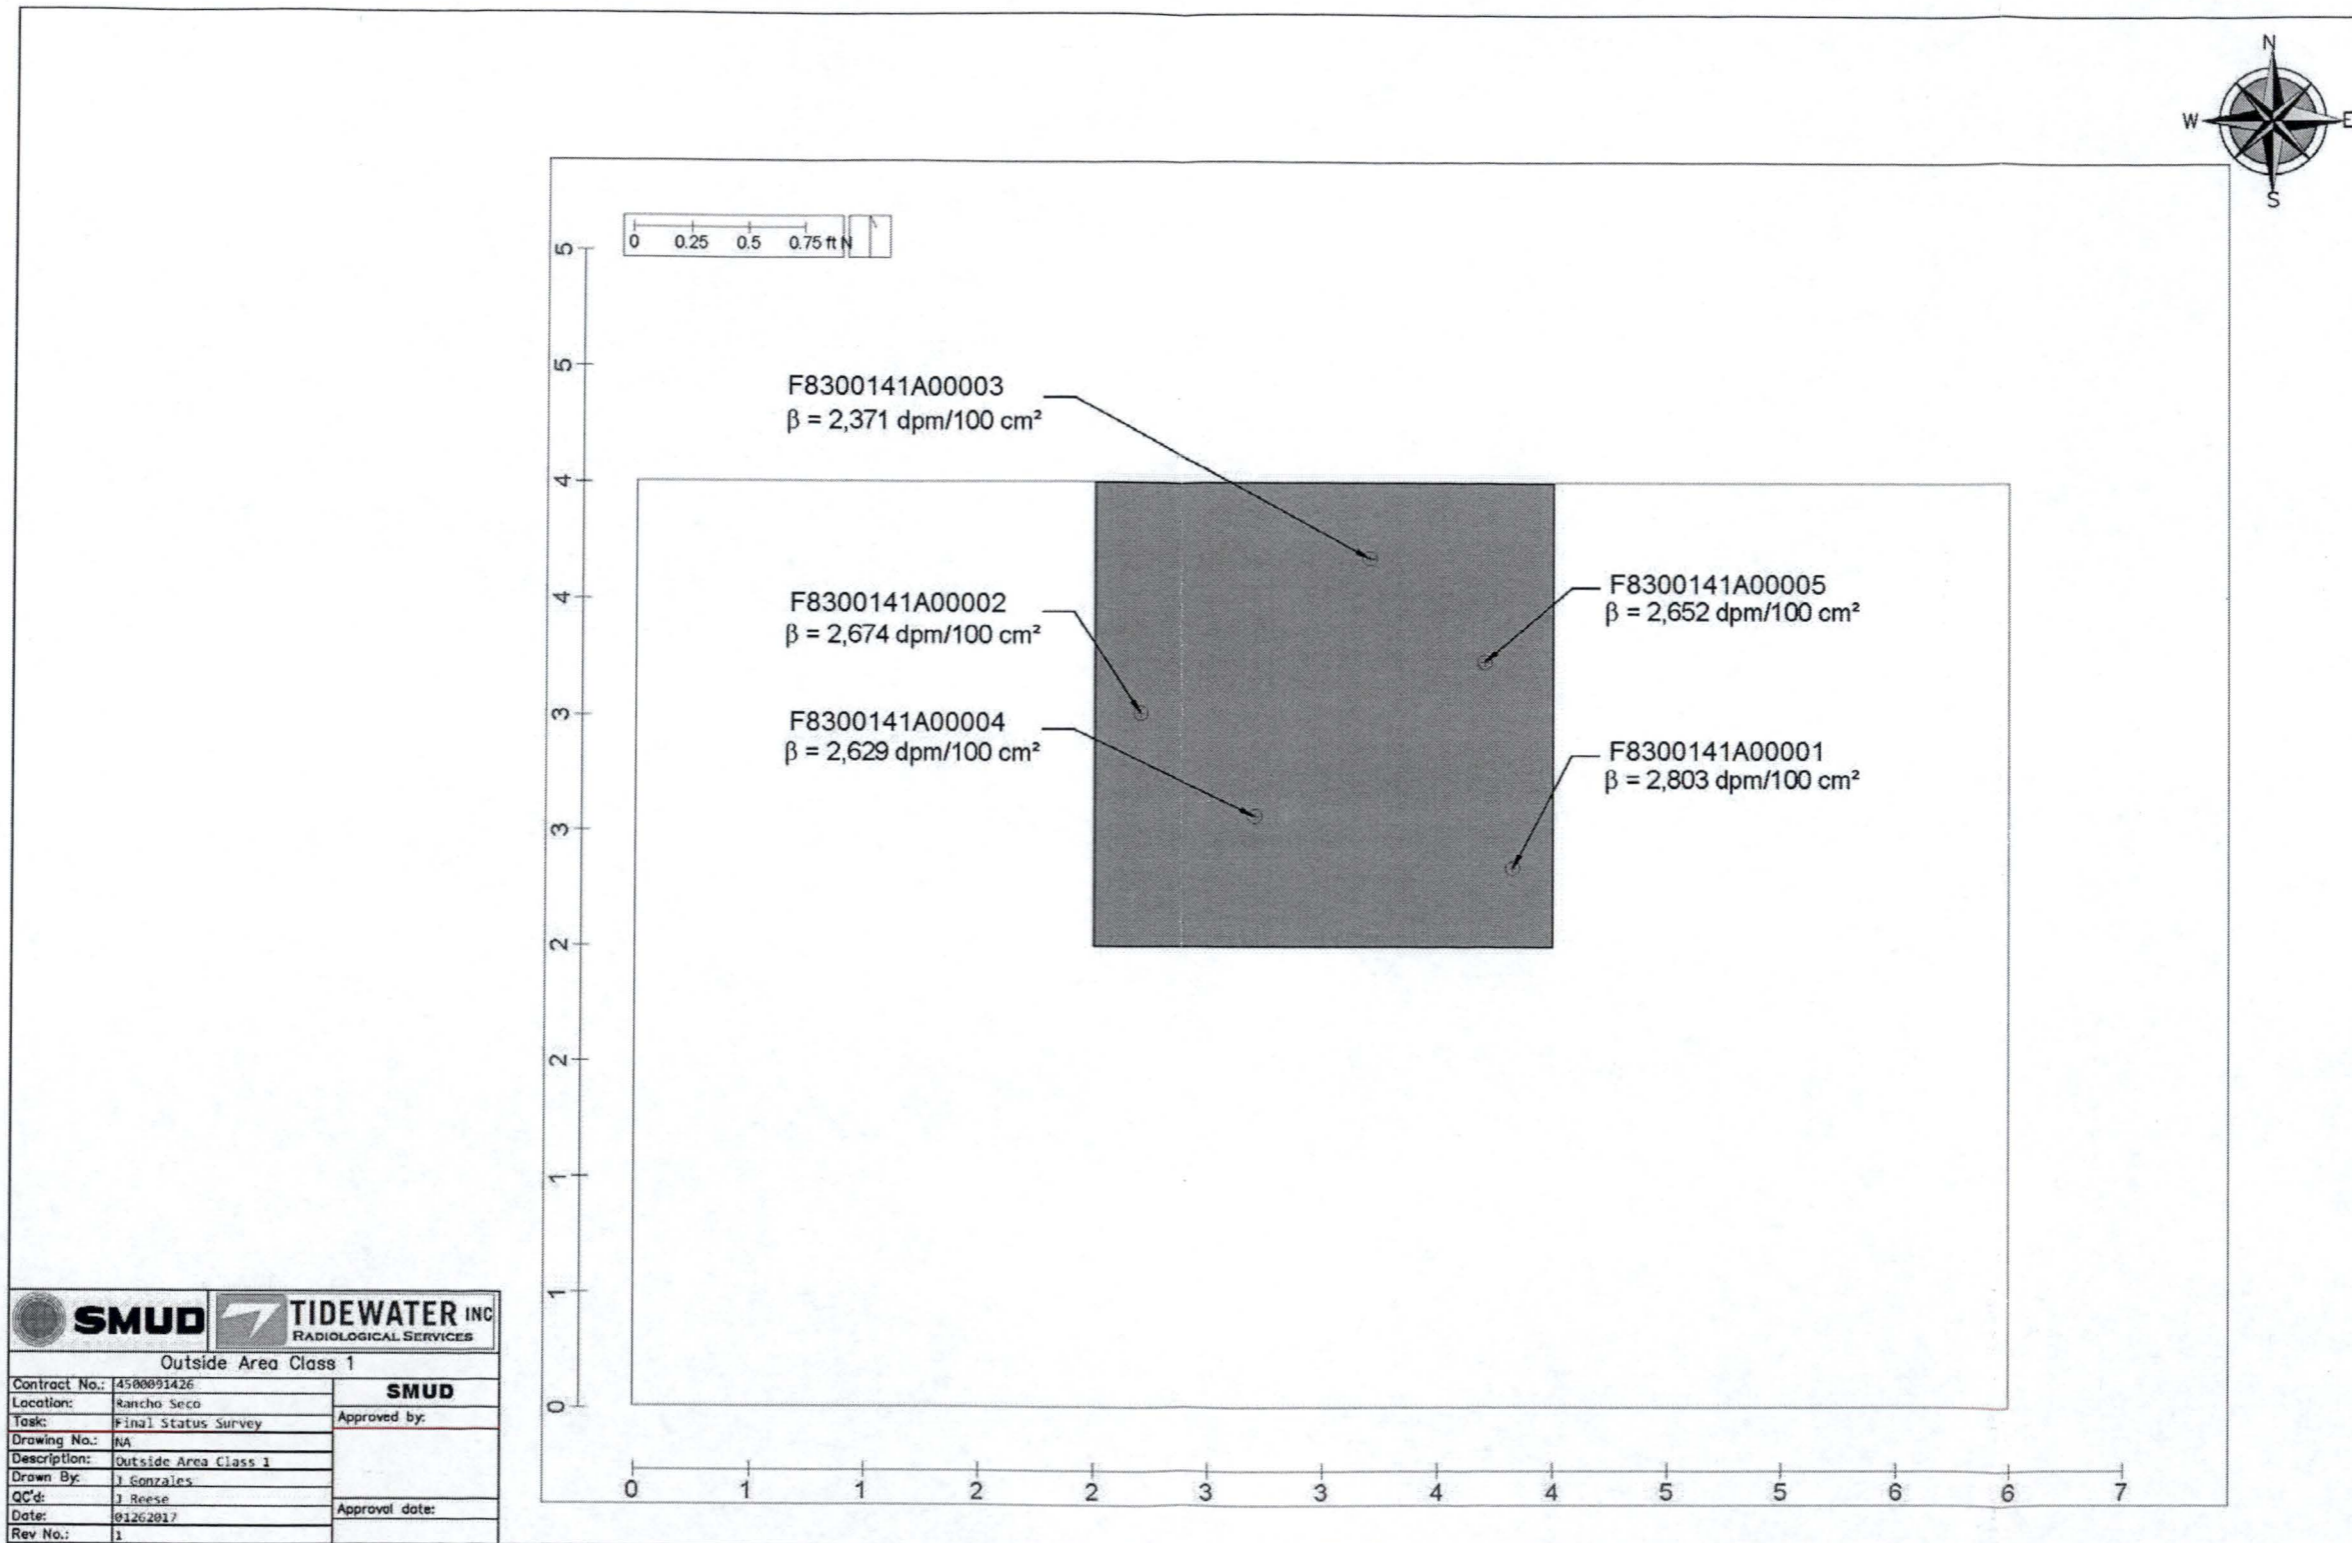 N
W
E
S
0 0.25 0.5 0.75 ft N
5
5
4
4
3
3
2
2
1
1
0
F8300141A00003
β = 2,371 dpm/100 cm²
F8300141A00002
β = 2,674 dpm/100 cm²
F8300141A00004
β = 2,629 dpm/100 cm²
F8300141A00005
β = 2,652 dpm/100 cm²
F8300141A00001
β = 2,803 dpm/100 cm²
0 1 1 2 2 3 3 4 4 5 5 6 6 7
SMUD
TIDEWATER INC
RADIOLOGICAL SERVICES
Outside Area Class 1
Contract No.: 4500091426
Location: Rancho Seco
Task: Final Status Survey
Drawing No.: NA
Description: Outside Area Class 1
Drawn By: J Gonzales
QC'd: J Reese
Date: 01262017
Rev No.: 1
SMUD
Approved by:
Approval date: